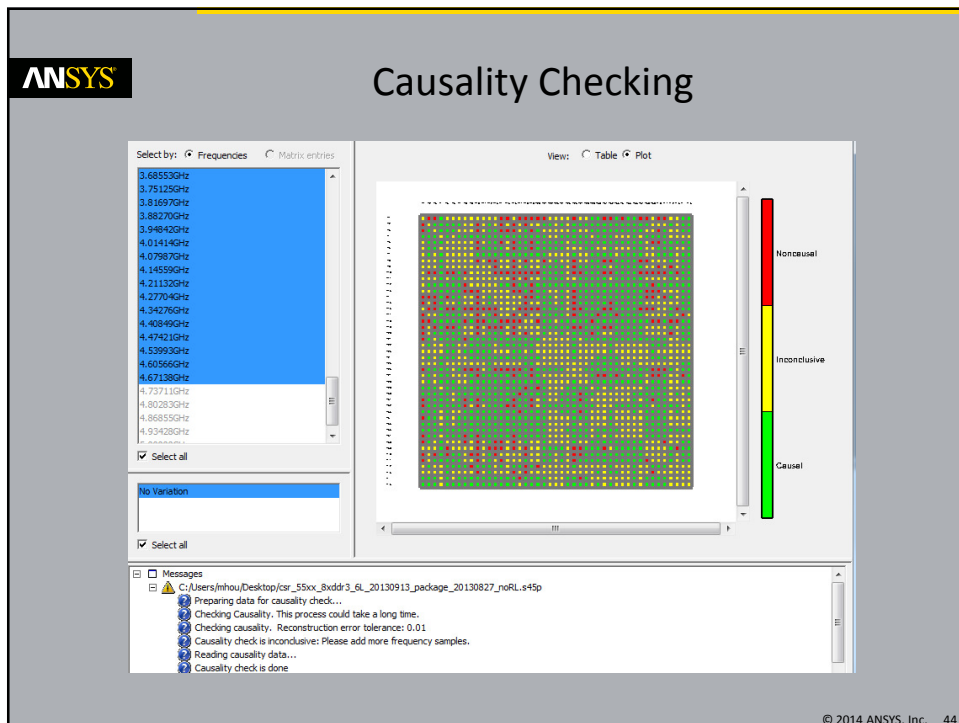 ANSYS
Causality Checking
Select by: Frequencies Matrix entries
3.68553GHz
3.75125GHz
3.81697GHz
3.88270GHz
3.94842GHz
4.01414GHz
4.07987GHz
4.14559GHz
4.21132GHz
4.27704GHz
4.34276GHz
4.40849GHz
4.47421GHz
4.53993GHz
4.60566GHz
4.67138GHz
4.73711GHz
4.80283GHz
4.86855GHz
4.93428GHz
Select all
No Variation
Select all
View: Table Plot
Noncausal
Inconclusive
Causal
Messages
C:/Users/mhou/Desktop/csr_55xx_8xddr3_6L_20130913_package_20130827_noRL.s45p
Preparing data for causality check...
Checking Causality. This process could take a long time.
Checking causality. Reconstruction error tolerance: 0.01
Causality check is inconclusive: Please add more frequency samples.
Reading causality data...
Causality check is done
© 2014 ANSYS, Inc. 44